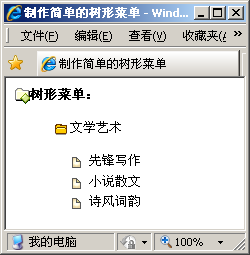 制作简单的树形菜单 - Wind...
文件(F) 编辑(E) 查看(V) 收藏夹(A »
制作简单的树形菜单
树形菜单：
文学艺术
先锋写作
小说散文
诗风词韵
我的电脑 100%